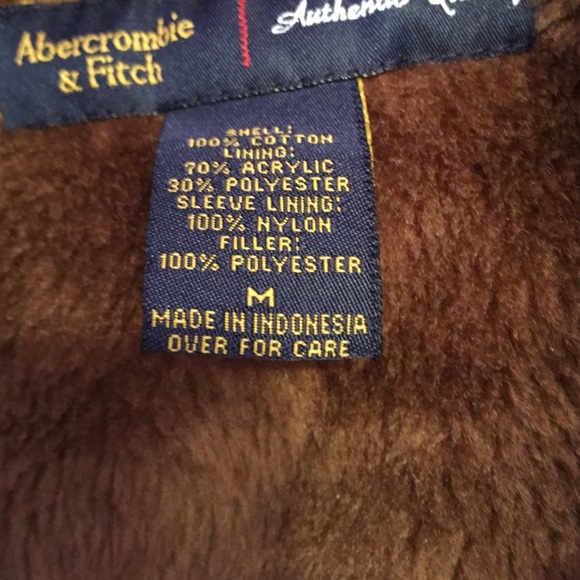 Abercrombie
& Fitch
Authentic
SHELL:
100% COTTON
LINING:
70% ACRYLIC
30% POLYESTER
SLEEVE LINING:
100% NYLON
FILLER:
100% POLYESTER
M
MADE IN INDONESIA
OVER FOR CARE